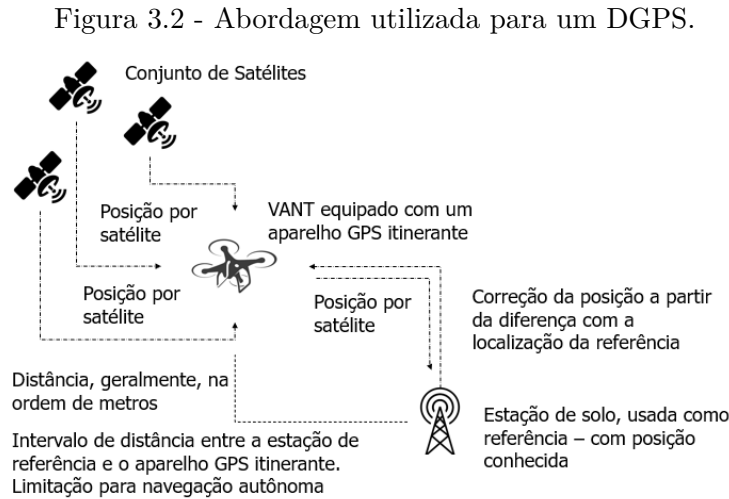 Figura 3.2 - Abordagem utilizada para um DGPS.
Conjunto de Satélites
Posição por
satélite
VANT equipado com um
aparelho GPS itinerante
Posição por
satélite
Posição por
satélite
Correção da posição a partir
da diferença com a
localização da referência
Distância, geralmente, na
ordem de metros
Intervalo de distância entre a estação de
referência e o aparelho GPS itinerante.
Limitação para navegação autônoma
Estação de solo, usada como
referência – com posição
conhecida